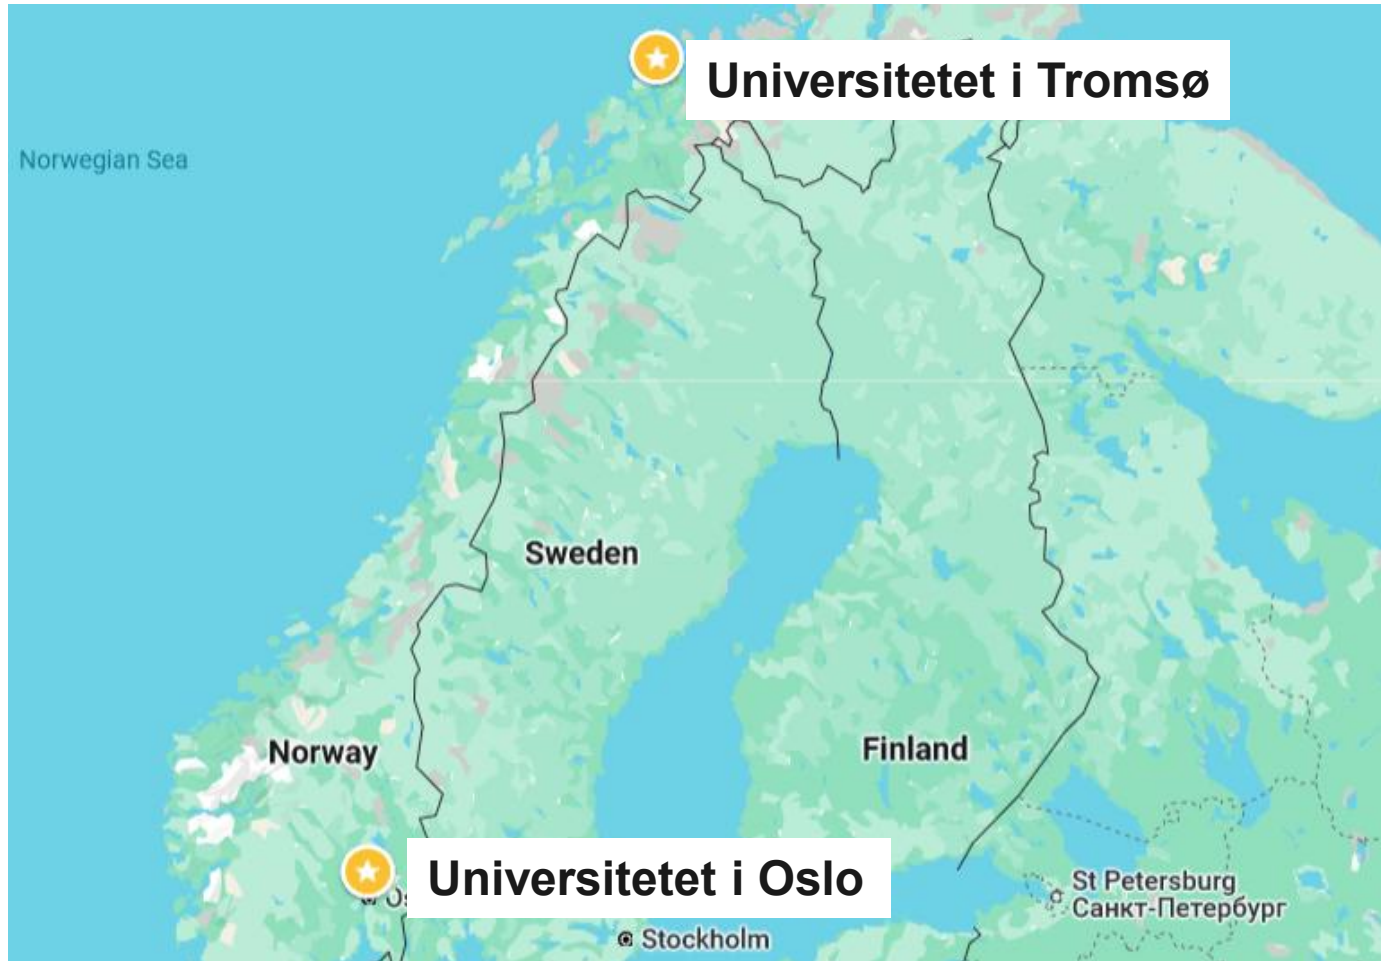 Universitetet i Tromsø
Norwegian Sea
Sweden
Norway
Finland
Universitetet i Oslo
St Petersburg
Санкт-Петербург
Stockholm